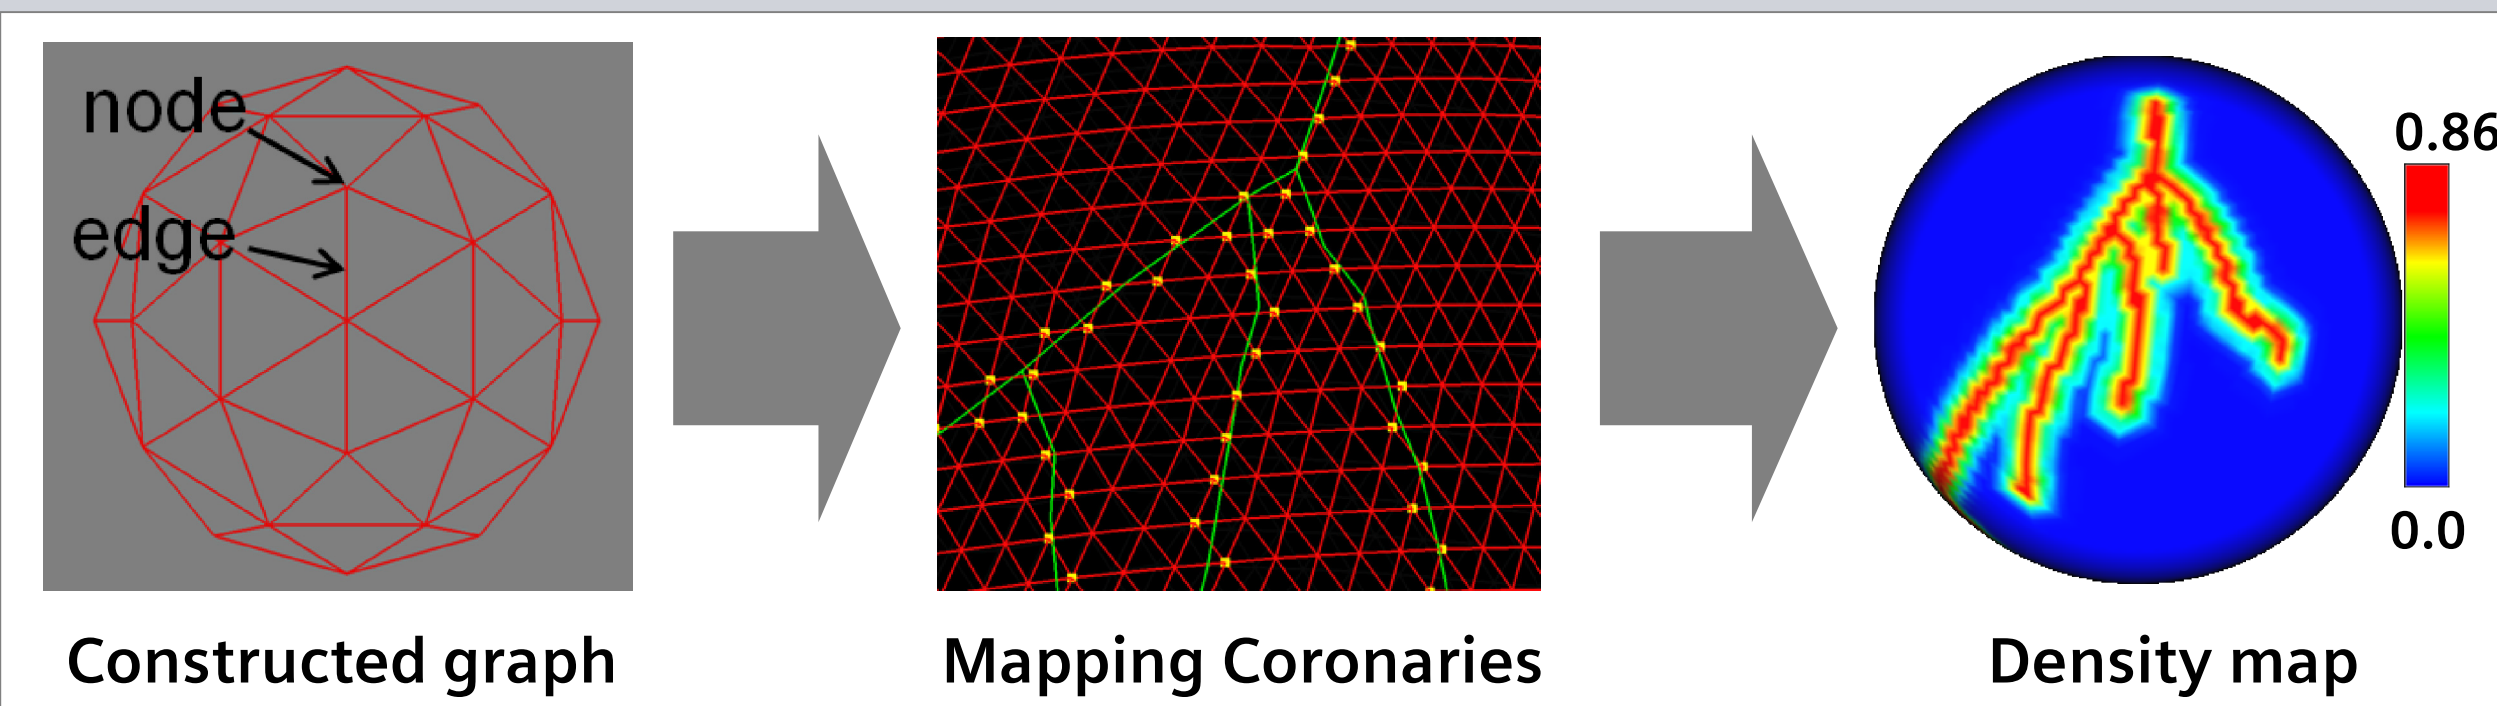 node
edge
0.86
0.0
Constructed graph
Mapping Coronaries
Density map